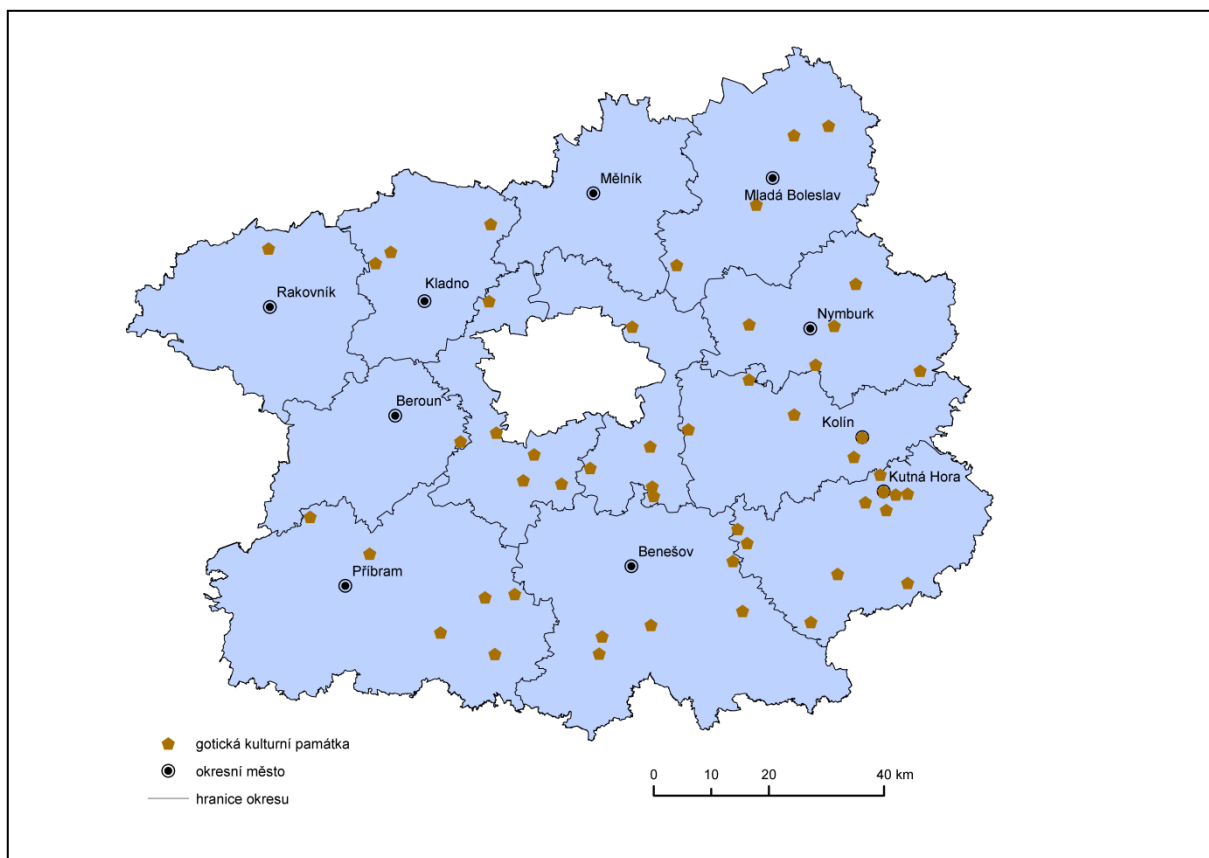 Mělník
Mladá Boleslav
Kladno
Rakovník
Nymburk
Beroun
Kolín
Kutná Hora
Benešov
Příbram
gotická kulturní památka
okresní město
hranice okresu
0 10 20 40 km